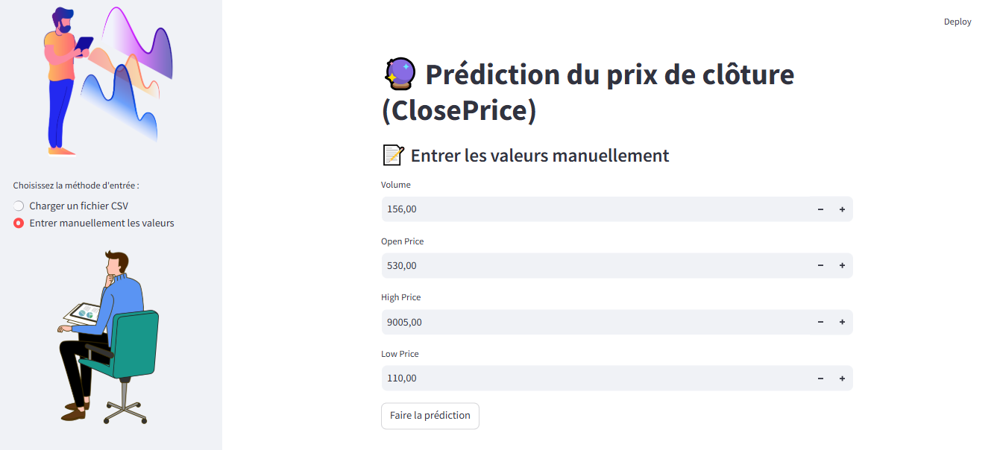 Deploy
Choisissez la méthode d'entrée :
Charger un fichier CSV
Entrer manuellement les valeurs
Prédiction du prix de clôture
(ClosePrice)
Entrer les valeurs manuellement
Volume
156,00
Open Price
530,00
High Price
9005,00
Low Price
110,00
Faire la prédiction